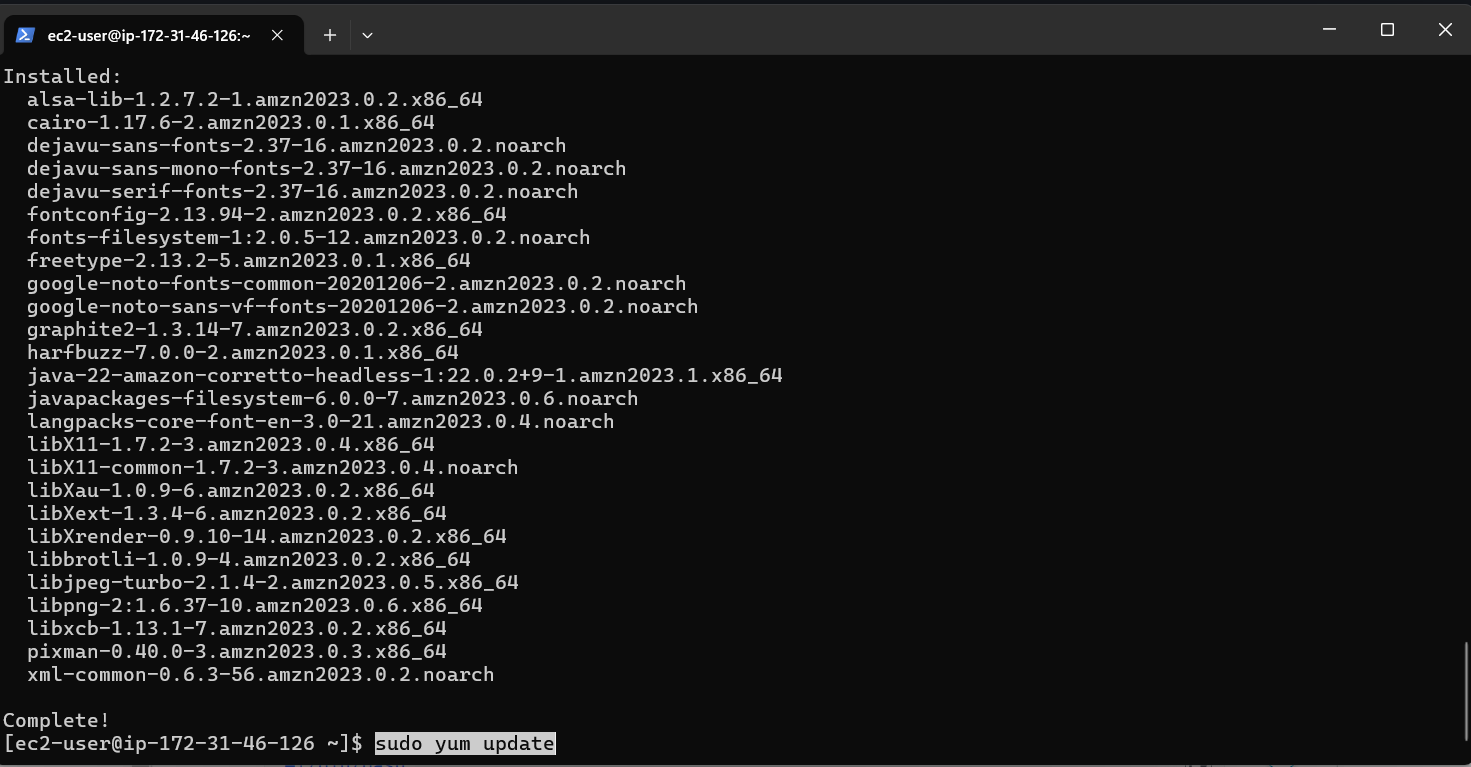 ec2-user@ip-172-31-46-126:~
Installed:
alsa-lib-1.2.7.2-1.amzn2023.0.2.x86_64
cairo-1.17.6-2.amzn2023.0.1.x86_64
dejavu-sans-fonts-2.37-16.amzn2023.0.2.noarch
dejavu-sans-mono-fonts-2.37-16.amzn2023.0.2.noarch
dejavu-serif-fonts-2.37-16.amzn2023.0.2.noarch
fontconfig-2.13.94-2.amzn2023.0.2.x86_64
fonts-filesystem-1:2.0.5-12.amzn2023.0.2.noarch
freetype-2.13.2-5.amzn2023.0.1.x86_64
google-noto-fonts-common-20201206-2.amzn2023.0.2.noarch
google-noto-sans-vf-fonts-20201206-2.amzn2023.0.2.noarch
graphite2-1.3.14-7.amzn2023.0.2.x86_64
harfbuzz-7.0.0-2.amzn2023.0.1.x86_64
java-22-amazon-corretto-headless-1:22.0.2+9-1.amzn2023.1.x86_64
javapackages-filesystem-6.0.0-7.amzn2023.0.6.noarch
langpacks-core-font-en-3.0-21.amzn2023.0.4.noarch
libX11-1.7.2-3.amzn2023.0.4.x86_64
libX11-common-1.7.2-3.amzn2023.0.4.noarch
libXau-1.0.9-6.amzn2023.0.2.x86_64
libXext-1.3.4-6.amzn2023.0.2.x86_64
libXrender-0.9.10-14.amzn2023.0.2.x86_64
libbrotli-1.0.9-4.amzn2023.0.2.x86_64
libjpeg-turbo-2.1.4-2.amzn2023.0.5.x86_64
libpng-2:1.6.37-10.amzn2023.0.6.x86_64
libxcb-1.13.1-7.amzn2023.0.2.x86_64
pixman-0.40.0-3.amzn2023.0.3.x86_64
xml-common-0.6.3-56.amzn2023.0.2.noarch
Complete!
[ec2-user@ip-172-31-46-126 ~]$ sudo yum update